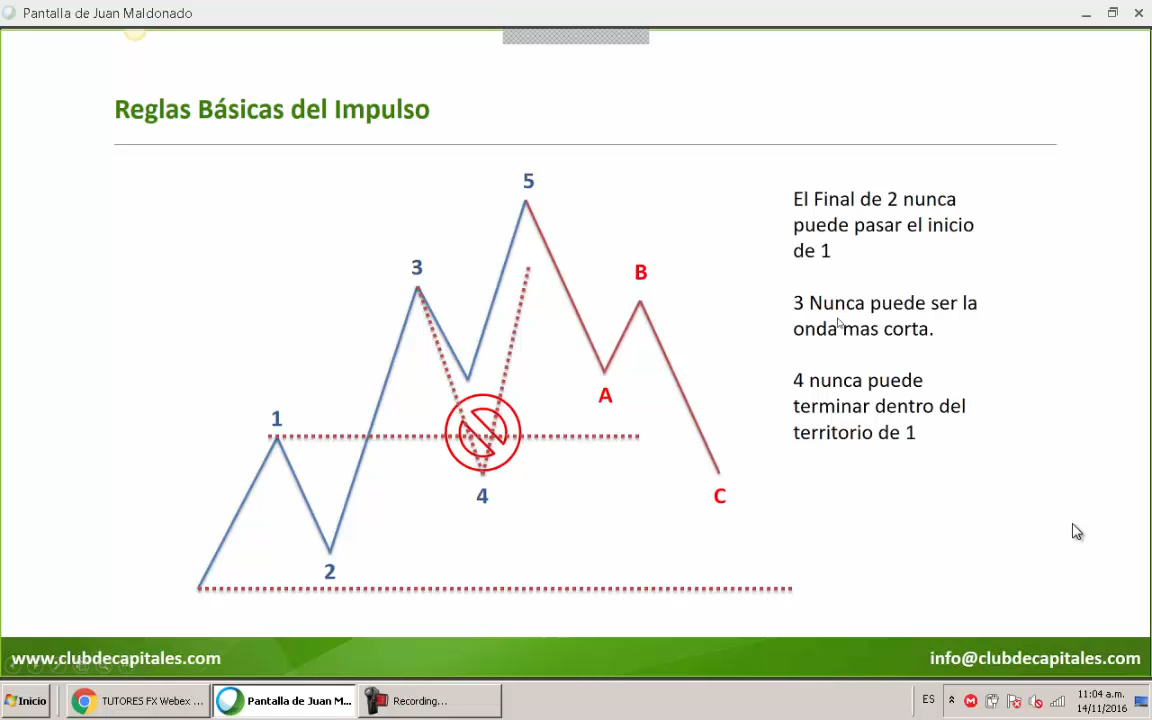 Pantalla de Juan Maldonado
Reglas Básicas del Impulso
5
3
B
1
A
4
C
2
El Final de 2 nunca
puede pasar el inicio
de 1
3 Nunca puede ser la
onda mas corta.
4 nunca puede
terminar dentro del
territorio de 1
www.clubdecapitales.com
info@clubdecapitales.com
Inicio
TUTORES FX Webex ...
Pantalla de Juan M...
Recording...
ES
11:04 a.m.
14/11/2016